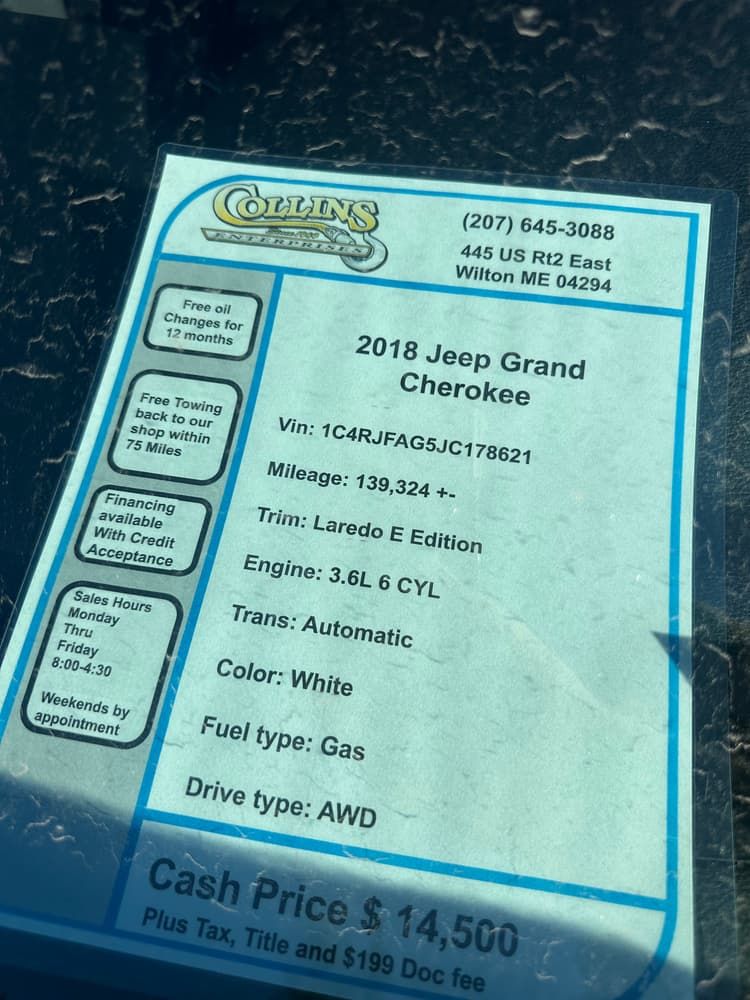 COLLINS
Since 1960
ENTERPRISES
(207) 645-3088
445 US Rt2 East
Wilton ME 04294
Free oil
Changes for
12 months
Free Towing
back to our
shop within
75 Miles
Financing
available
With Credit
Acceptance
Sales Hours
Monday
Thru
Friday
8:00-4:30
Weekends by
appointment
2018 Jeep Grand
Cherokee
Vin: 1C4RJFAG5JC178621
Mileage: 139,324 +-
Trim: Laredo E Edition
Engine: 3.6L 6 CYL
Trans: Automatic
Color: White
Fuel type: Gas
Drive type: AWD
Cash Price $ 14,500
Plus Tax, Title and $199 Doc fee